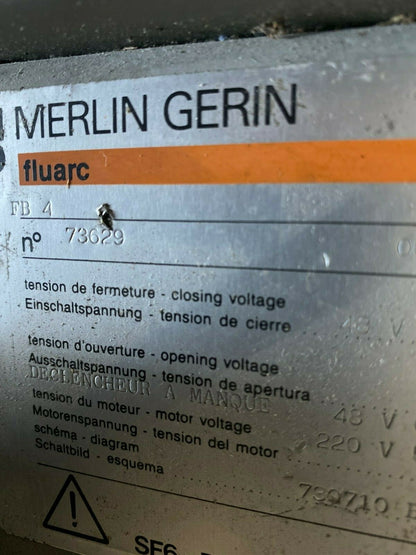 MERLIN GERIN
fluarc
FB 4
n° 73629
tension de fermeture - closing voltage
Einschaltspannung - tension de cierre 48 V
tension d'ouverture - opening voltage
Ausschaltspannung - tension de apertura
DECLENCHEUR A MANQUE 48 V
tension du moteur - motor voltage
Motorenspannung - tension del motor 220 V
schéma - diagram
Schaltbild - esquema 739710 E
SF6